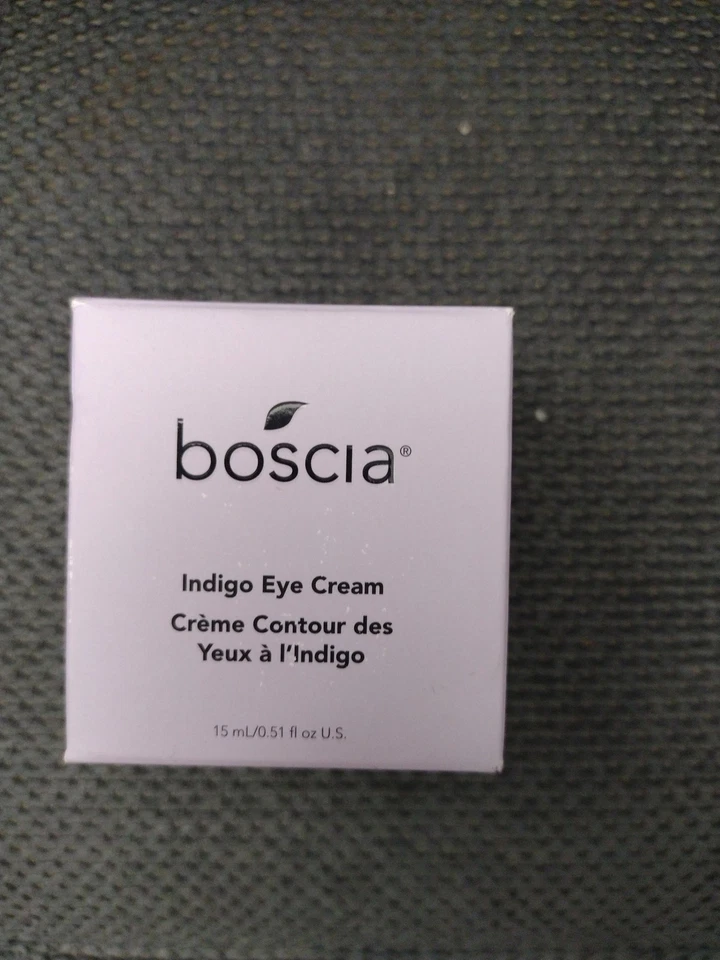 boscia®
Indigo Eye Cream
Crème Contour des
Yeux à l'Indigo
15 mL/0.51 fl oz U.S.